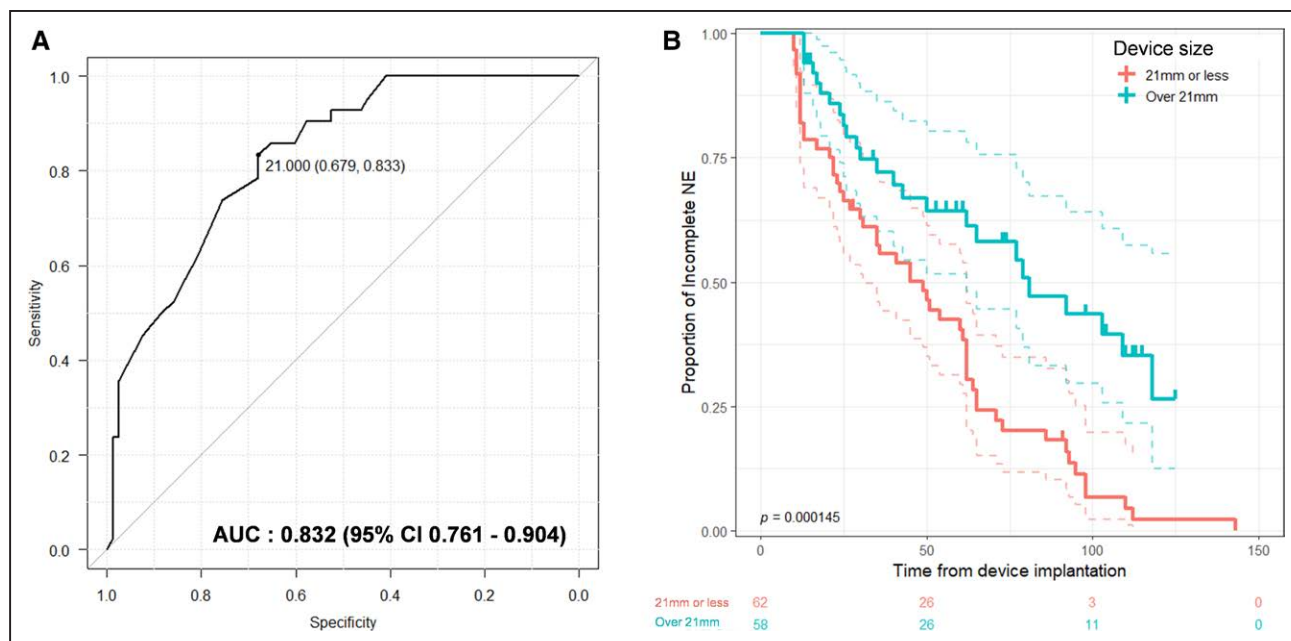 A
1.0
0.8
0.6
0.4
0.2
0.0
Sensitivity
21.000 (0.679, 0.833)
AUC : 0.832 (95% CI 0.761 - 0.904)
1.0 0.8 0.6 0.4 0.2 0.0
Specificity
B
1.00
0.75
0.50
0.25
0.00
Proportion of Incomplete NE
Device size
21mm or less
Over 21mm
p = 0.000145
0 50 100 150
Time from device implantation
21mm or less 62 26 3 0
Over 21mm 58 26 11 0